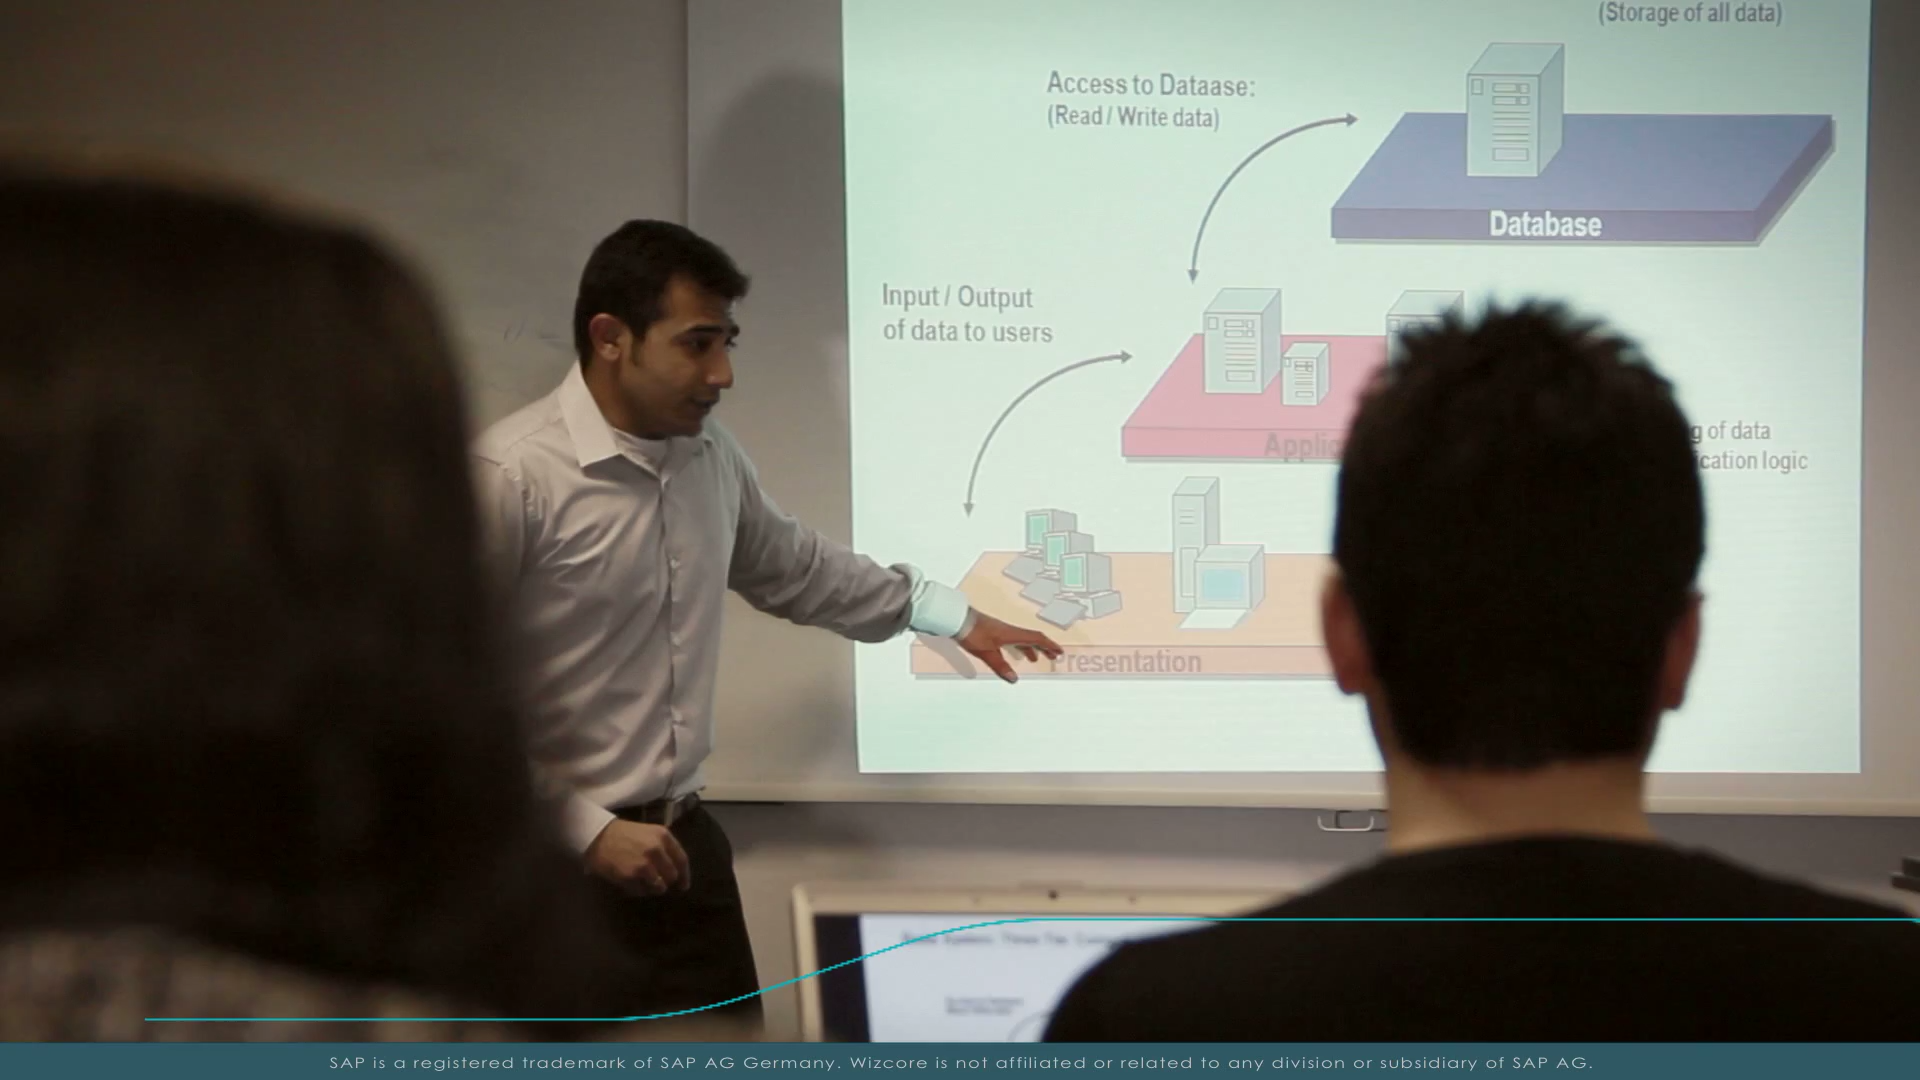 (Storage of all data)
Access to Dataase:
(Read / Write data)
Database
Input / Output
of data to users
Applic
g of data
ication logic
Presentation
SAP is a registered trademark of SAP AG Germany. Wizcore is not affiliated or related to any division or subsidiary of SAP AG.